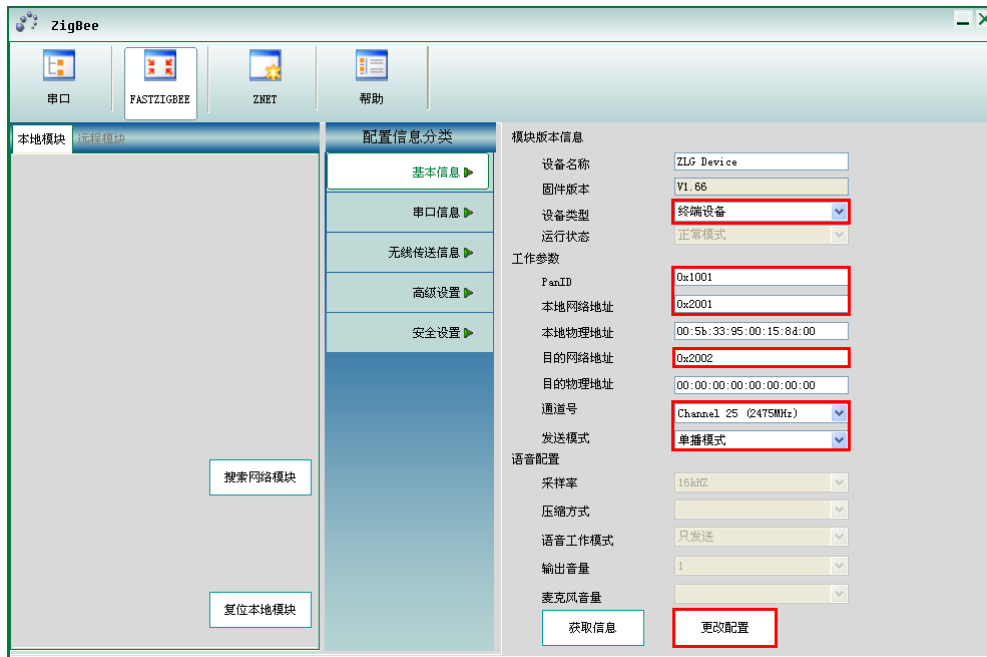 ZigBee
串口
FASTZIGBEE
ZNET
帮助
本地模块 远程模块
搜索网络模块
复位本地模块
配置信息分类
基本信息
串口信息
无线传送信息
高级设置
安全设置
模块版本信息
设备名称 ZLG Device
固件版本 V1.66
设备类型 终端设备
运行状态 正常模式
工作参数
PanID 0x1001
本地网络地址 0x2001
本地物理地址 00:5b:33:95:00:15:8d:00
目的网络地址 0x2002
目的物理地址 00:00:00:00:00:00:00:00
通道号 Channel 25 (2475MHz)
发送模式 单播模式
语音配置
采样率 16kHZ
压缩方式
语音工作模式 只发送
输出音量 1
麦克风音量
获取信息 更改配置